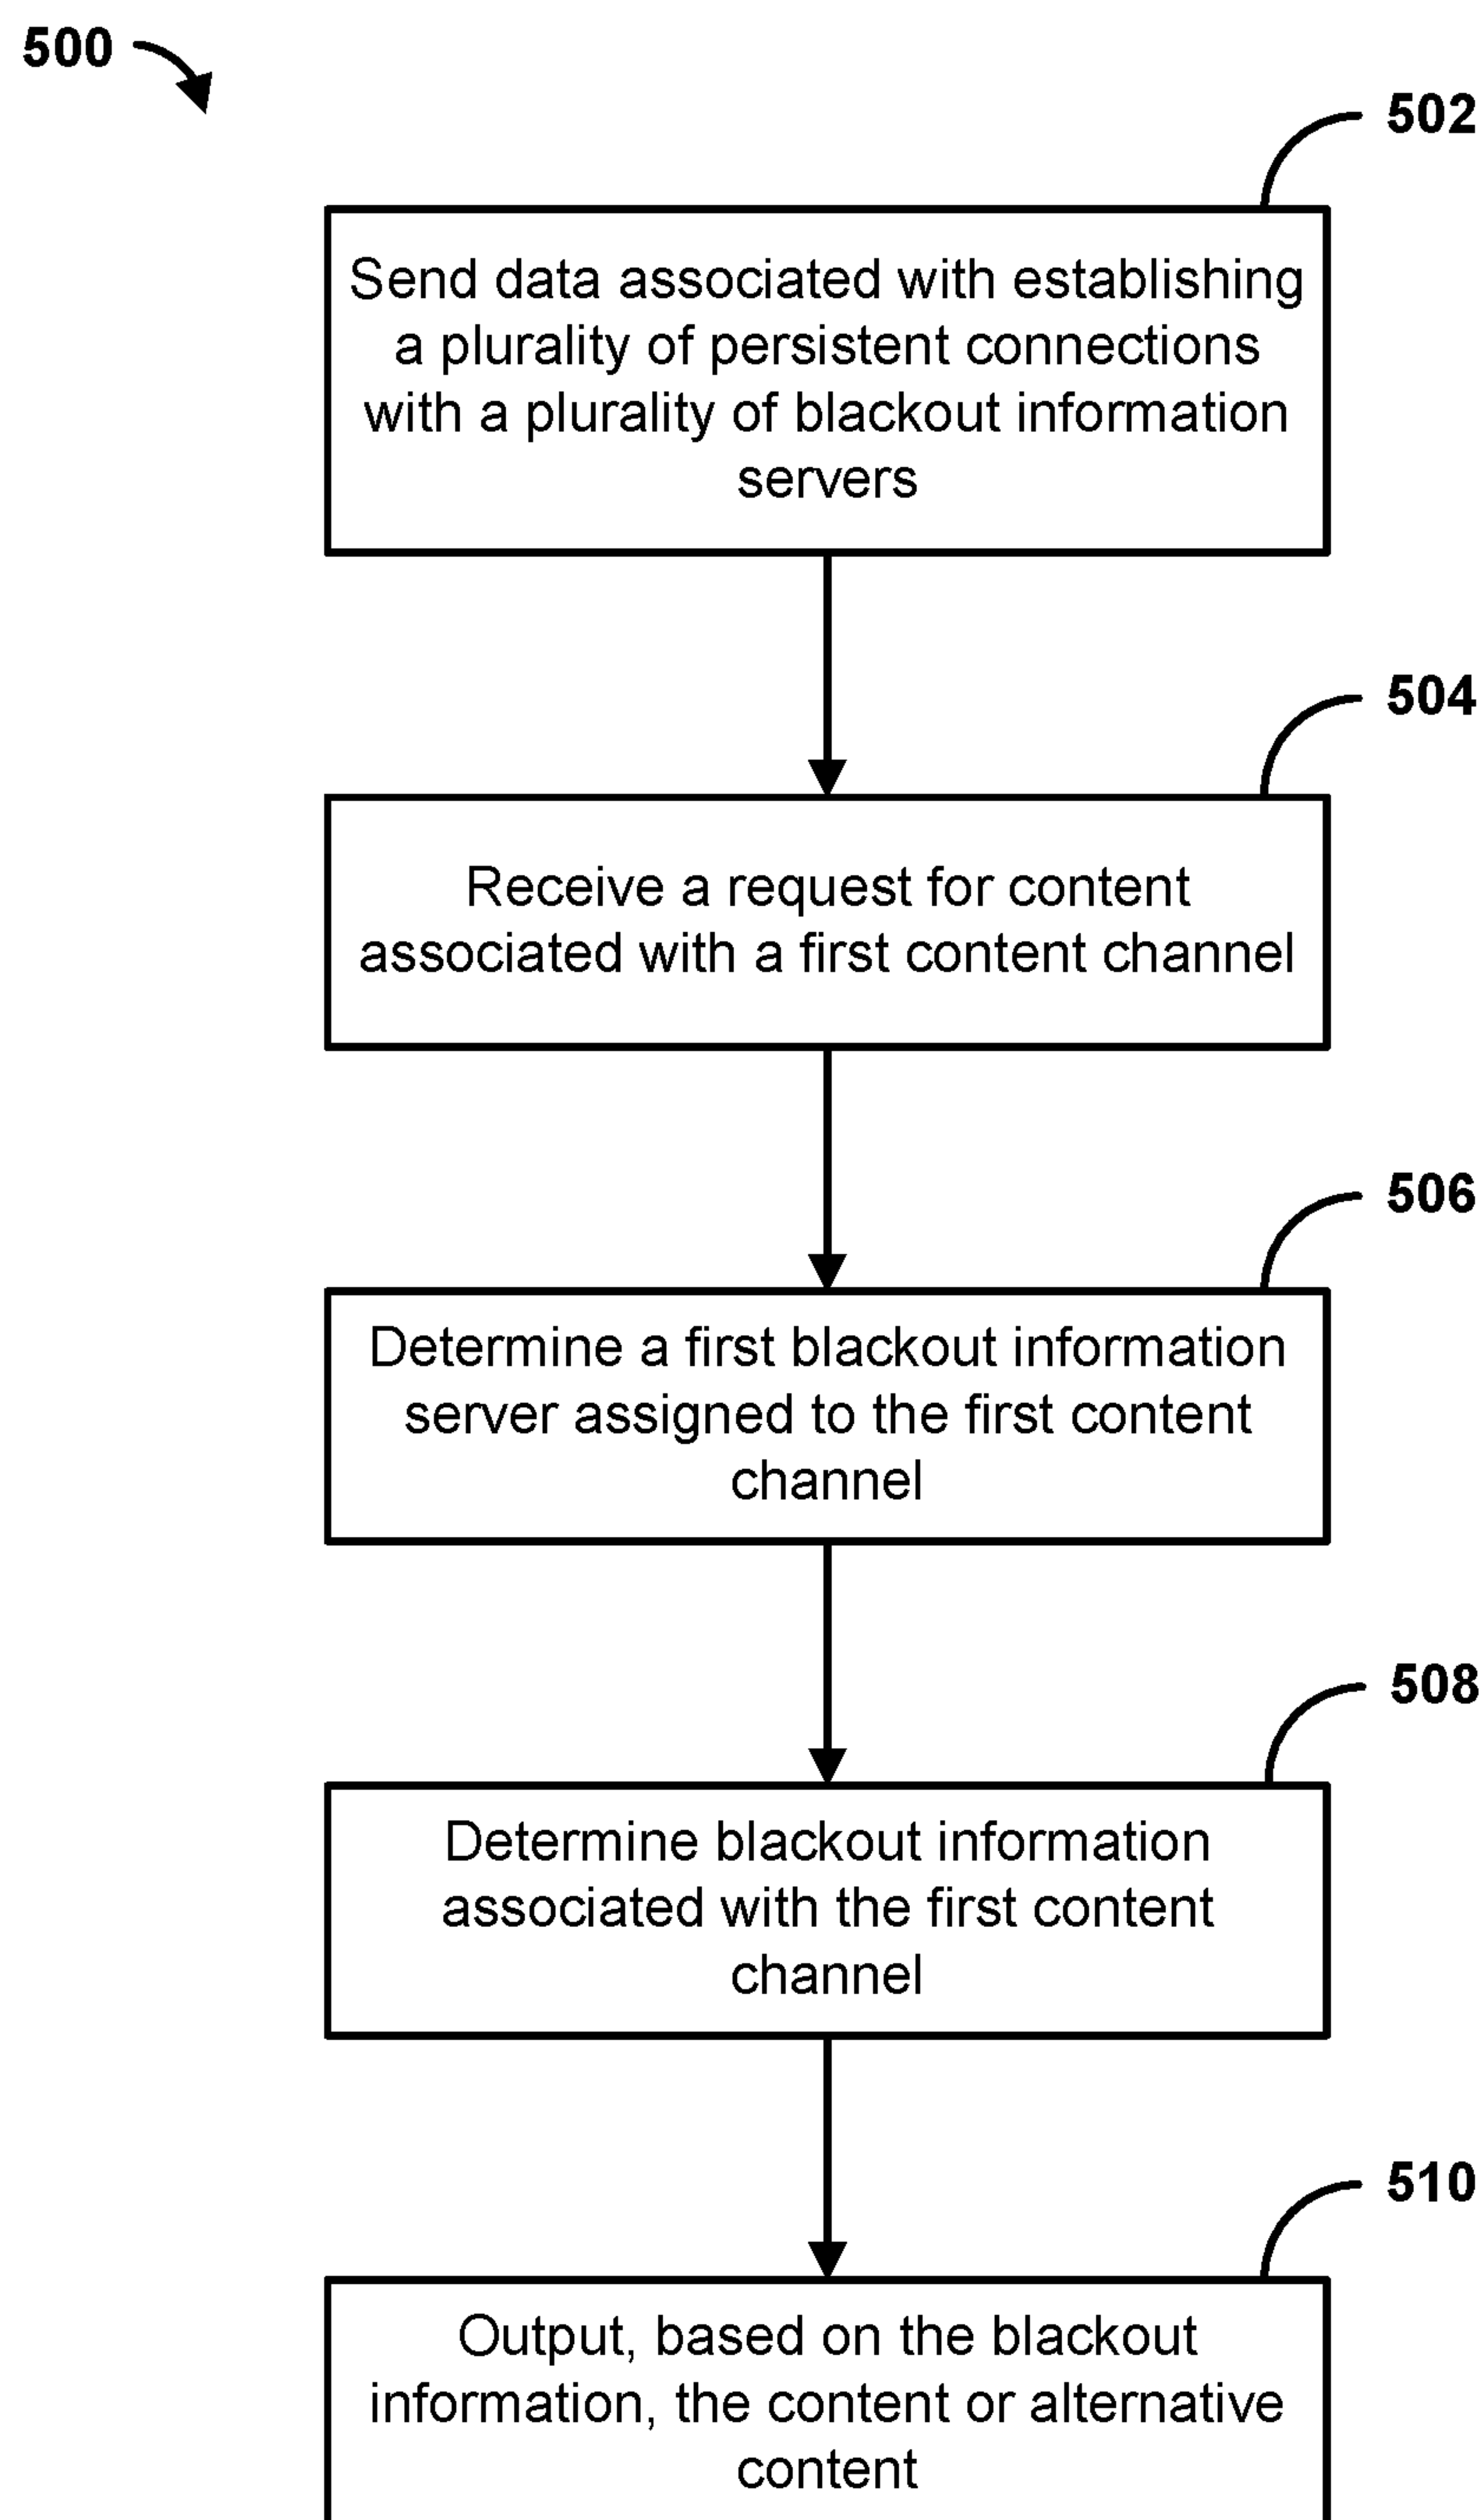 500
502
Send data associated with establishing
a plurality of persistent connections
with a plurality of blackout information
servers
504
Receive a request for content
associated with a first content channel
506
Determine a first blackout information
server assigned to the first content
channel
508
Determine blackout information
associated with the first content
channel
510
Output, based on the blackout
information, the content or alternative
content